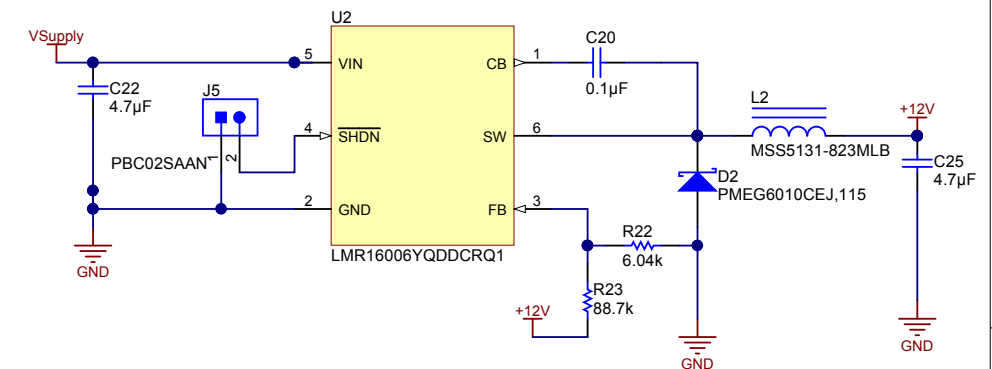 U2
VSupply
C20
5
VIN
CB
1
C22
4.7µF
J5
0.1µF
L2
+12V
4
SHDN
SW
6
PBC02SAAN
1
2
MSS5131-823MLB
C25
4.7µF
D2
PMEG6010CEJ,115
2
GND
FB
3
R22
6.04k
LMR16006YQDDCRQ1
GND
R23
88.7k
+12V
GND
GND